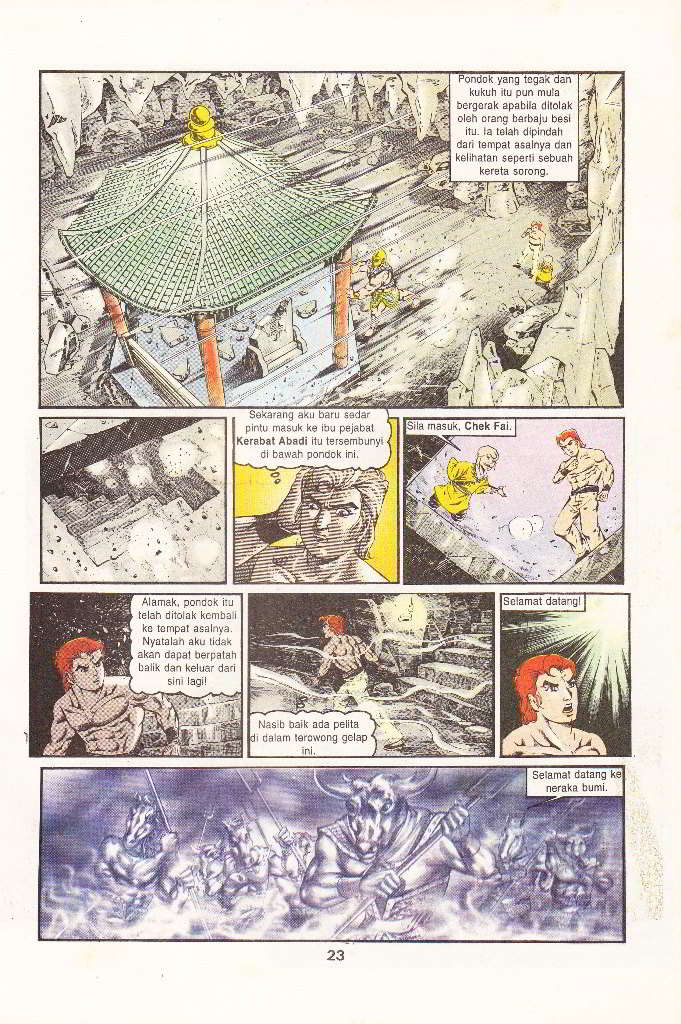 Pondok yang tegak dan
kukuh itu pun mula
bergerak apabila ditolak
oleh orang berbaju besi
itu. Ia telah dipindah
dari tempat asalnya dan
kelihatan seperti sebuah
kereta sorong.
Sekarang aku baru sedar
pintu masuk ke ibu pejabat
Kerabat Abadi itu tersembunyi
di bawah pondok ini.
Sila masuk, Chek Fai.
Alamak, pondok itu
telah ditolak kembali
ke tempat asalnya.
Nyatalah aku tidak
akan dapat berpatah
balik dan keluar dari
sini lagi!
Nasib baik ada pelita
di dalam terowong gelap
ini.
Selamat datang!
Selamat datang ke
neraka bumi.
23